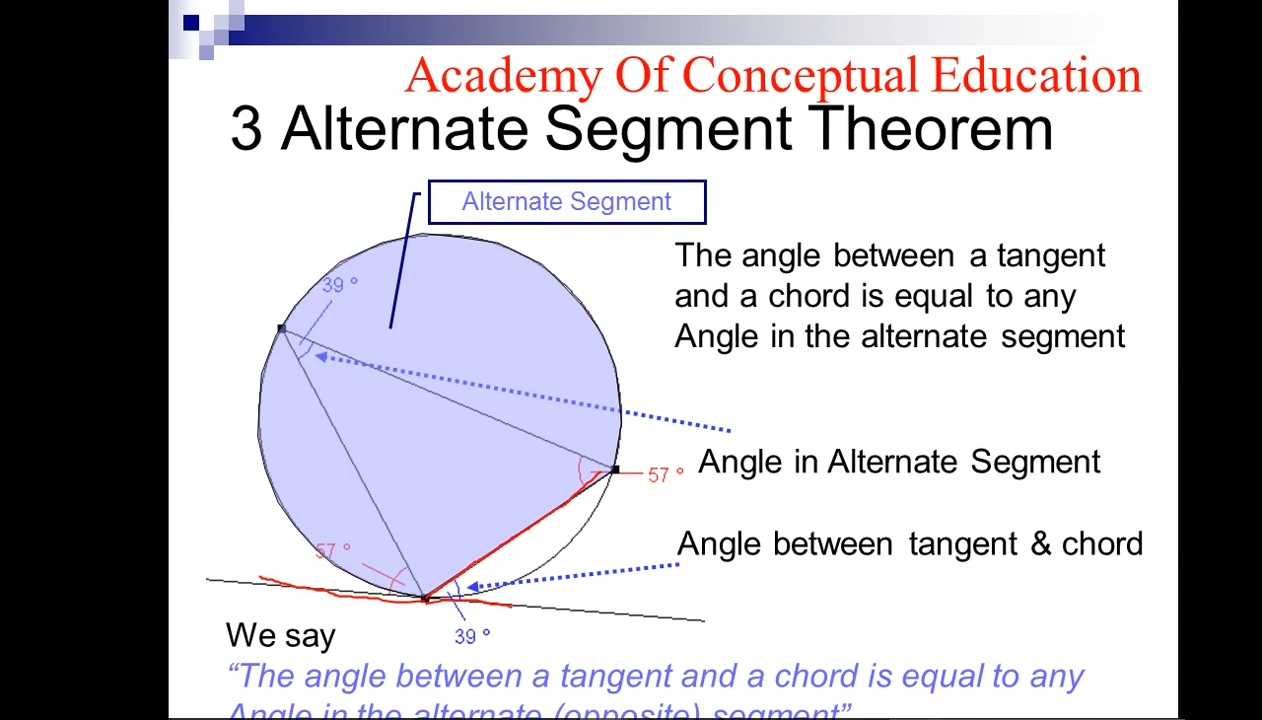 Academy Of Conceptual Education
3 Alternate Segment Theorem
Alternate Segment
The angle between a tangent
and a chord is equal to any
Angle in the alternate segment
39 °
57 °
Angle in Alternate Segment
Angle between tangent & chord
57 °
39 °
We say
“The angle between a tangent and a chord is equal to any
Angle in the alternate (opposite) segment”